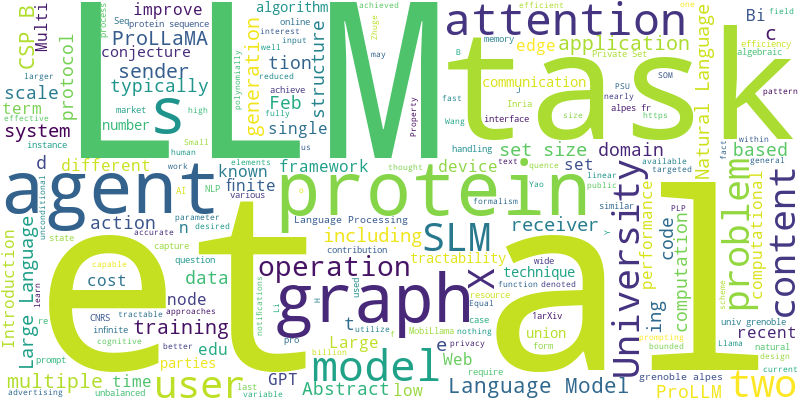 LLM
task
et al
agent
protein
graph
attention
model
SLM
X
user
two
problem
content
University
operation
CSP B
Multi
improve
ProLLaMA
conjecture
sender
typically
scale
term
system
protocol
number
Seq
protein sequence
process
algorithm
online
interest
input
tion
Feb
single
structure
generation
edge
application
communication
Bi
c
achieved
efficient
one
field
memory
efficiency
algebraic
Private Set
PSU
SOM
nearly
size
pattern
Natural Language
larger
effective
instance
market
high
Small
human
achieve
well
reduced
fully
polynomially
us
may
B
J
fast
Wang
handling
Inria
alpes fr
interface
https
within
Property
Ls
different
d
known
finite
framework
device
set size
set
domain
based
available
targeted
fact
general
action
n
work
elements
AI
NLP
various
thought
o
text
quence
Yao
formalism
linear
public
similar
PLP
parameter
desired
unconditional
state
accurate
capture
Language Processing
contribution
including
tractability
receiver
code
performance
computation
computational
Introduction
Large Language
data
cost
question
node
training
capable
learn
re
CNRS
infinite
tractable
approaches
cognitive
better
prompt
multiple
time
edu
parties
GPT
advertising
unbalanced
last
variable
pro
billion
notifications
Li
H
used
t
utilize
Large
Abstract
low
e
MobiLlama
privacy
Equal
nothing
require
resource
Web
Language Model
technique
function
denoted
wide
case
1arXiv
union
form
ing
prompting
bounded
Y
scheme
univ grenoble
grenoble alpes
Llama
ProLLM
recent
natural
design
current